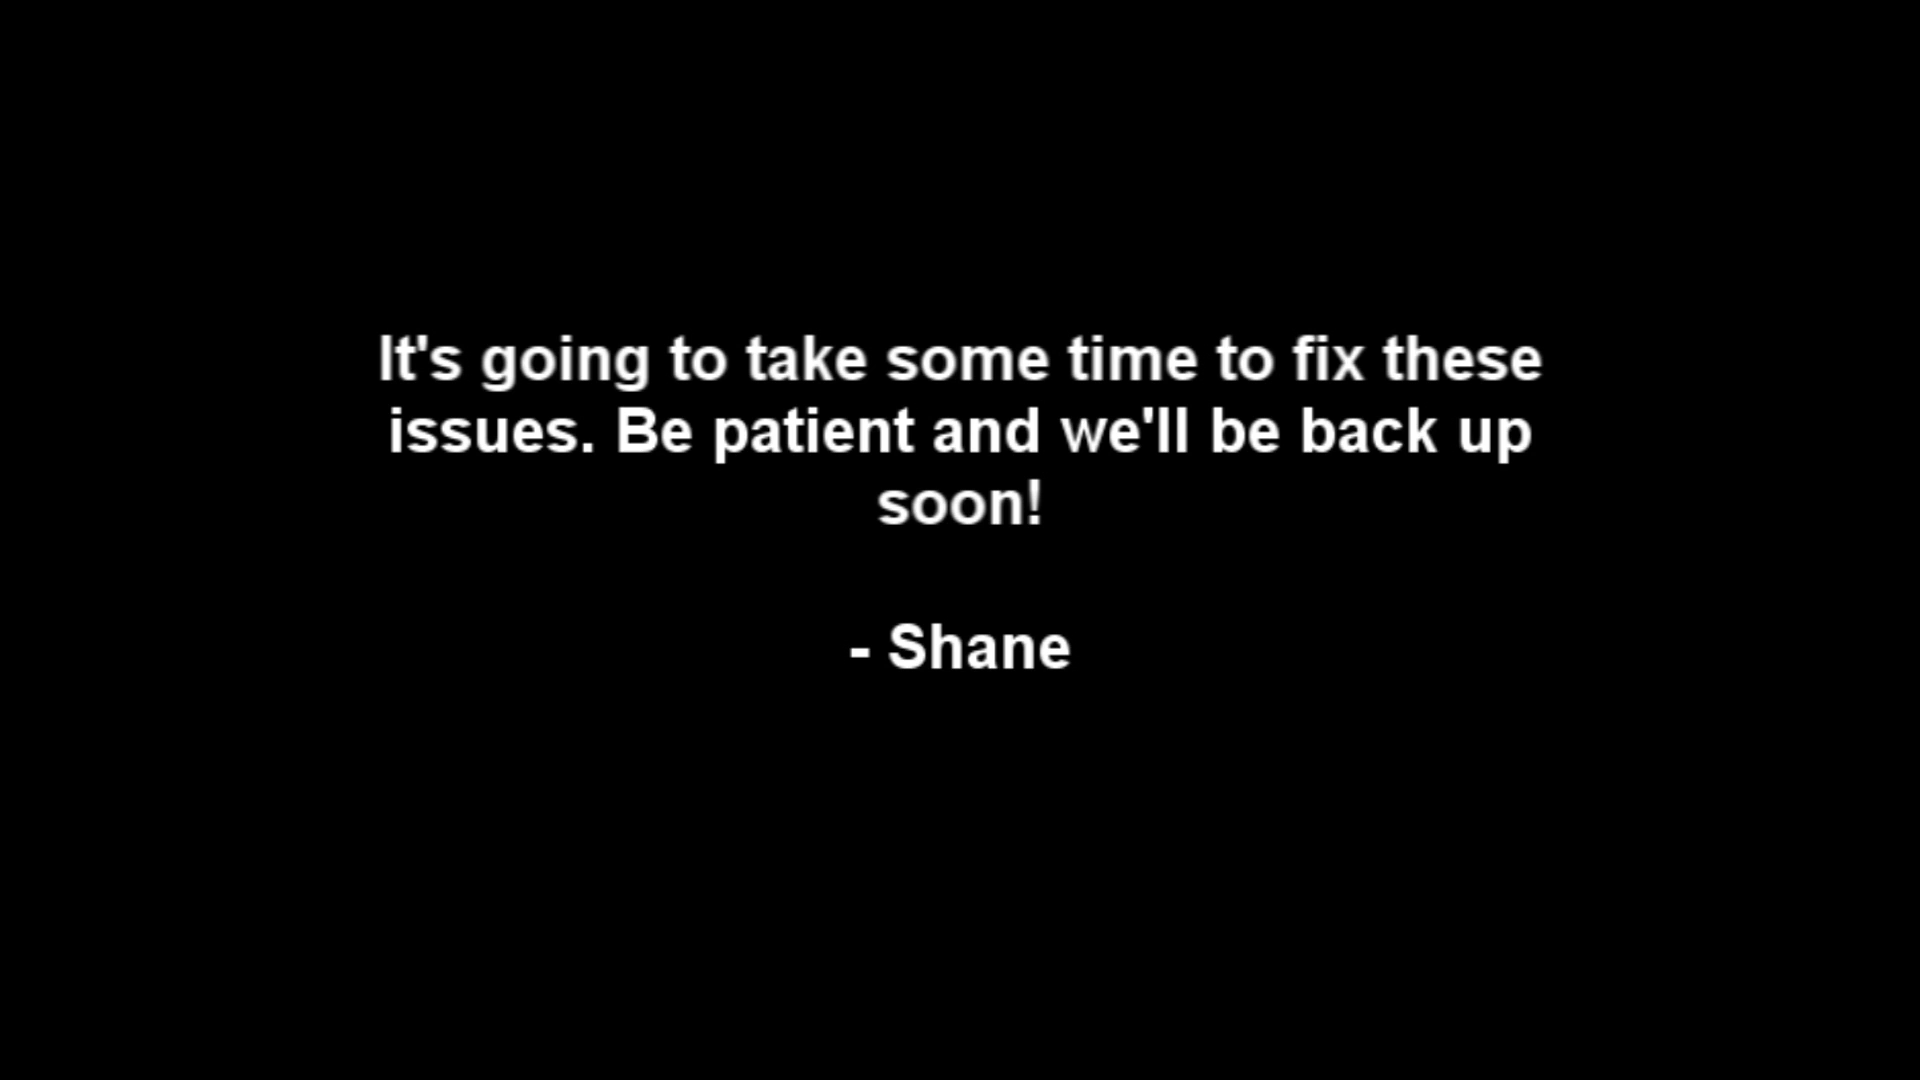 It's going to take some time to fix these
issues. Be patient and we'll be back up
soon!
- Shane